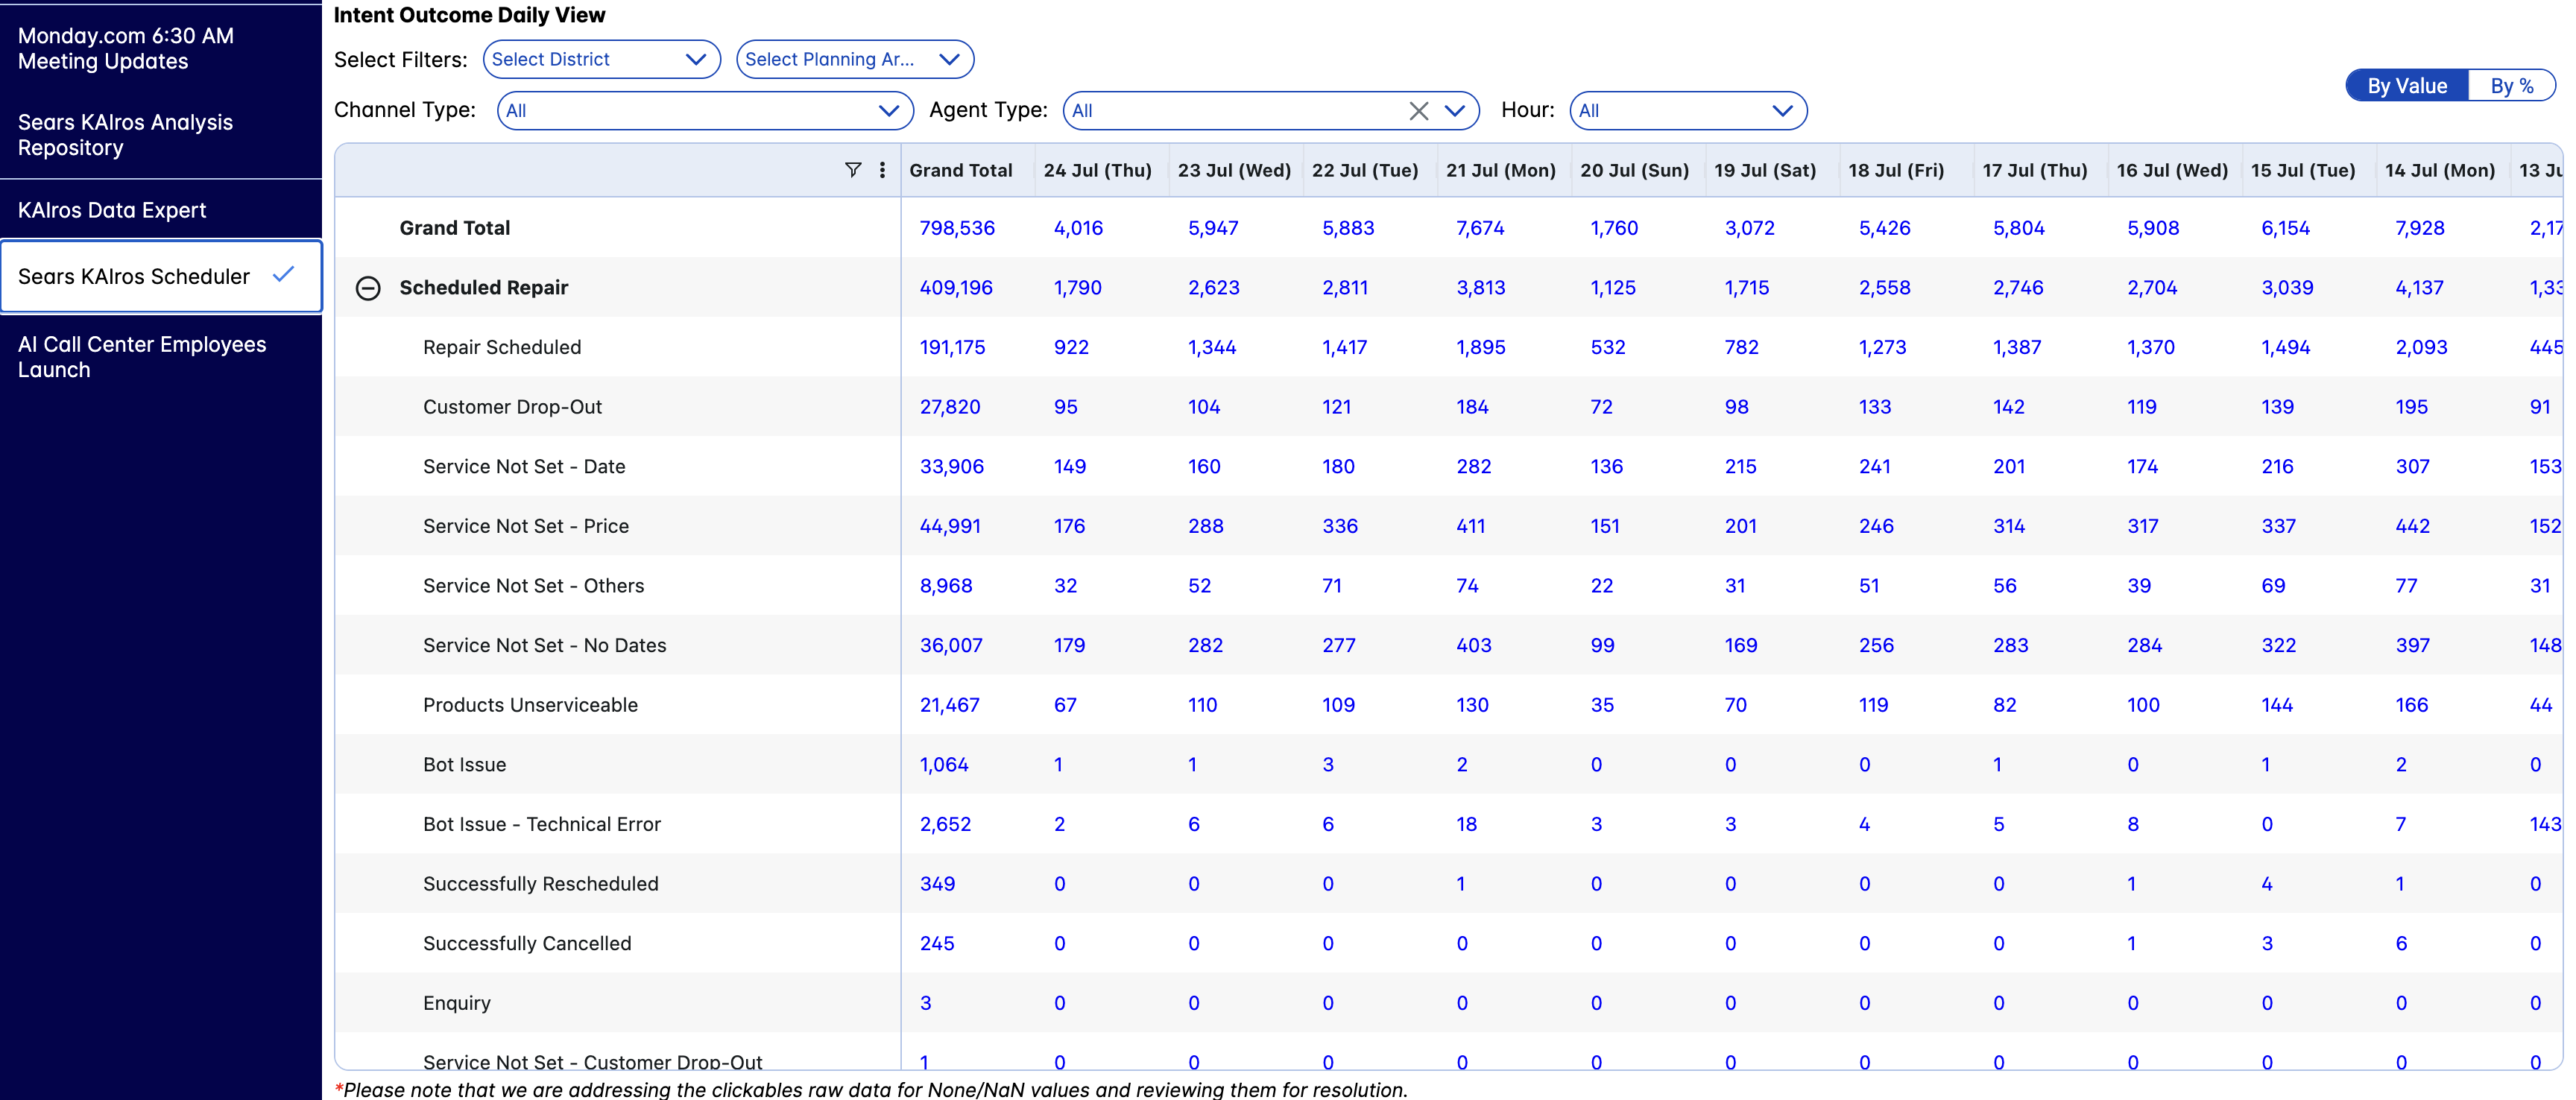 Monday.com 6:30 AM
Meeting Updates
Sears KAIros Analysis
Repository
KAIros Data Expert
Sears KAIros Scheduler
AI Call Center Employees
Launch
Intent Outcome Daily View
Select Filters: Select District Select Planning Ar...
By Value By %
Channel Type: All Agent Type: All Hour: All
Grand Total 24 Jul (Thu) 23 Jul (Wed) 22 Jul (Tue) 21 Jul (Mon) 20 Jul (Sun) 19 Jul (Sat) 18 Jul (Fri) 17 Jul (Thu) 16 Jul (Wed) 15 Jul (Tue) 14 Jul (Mon) 13 Ju
Grand Total 798,536 4,016 5,947 5,883 7,674 1,760 3,072 5,426 5,804 5,908 6,154 7,928 2,17
Scheduled Repair 409,196 1,790 2,623 2,811 3,813 1,125 1,715 2,558 2,746 2,704 3,039 4,137 1,33
Repair Scheduled 191,175 922 1,344 1,417 1,895 532 782 1,273 1,387 1,370 1,494 2,093 445
Customer Drop-Out 27,820 95 104 121 184 72 98 133 142 119 139 195 91
Service Not Set - Date 33,906 149 160 180 282 136 215 241 201 174 216 307 153
Service Not Set - Price 44,991 176 288 336 411 151 201 246 314 317 337 442 152
Service Not Set - Others 8,968 32 52 71 74 22 31 51 56 39 69 77 31
Service Not Set - No Dates 36,007 179 282 277 403 99 169 256 283 284 322 397 148
Products Unserviceable 21,467 67 110 109 130 35 70 119 82 100 144 166 44
Bot Issue 1,064 1 1 3 2 0 0 0 1 0 1 2 0
Bot Issue - Technical Error 2,652 2 6 6 18 3 3 4 5 8 0 7 143
Successfully Rescheduled 349 0 0 0 1 0 0 0 0 1 4 1 0
Successfully Cancelled 245 0 0 0 0 0 0 0 0 1 3 6 0
Enquiry 3 0 0 0 0 0 0 0 0 0 0 0 0
Service Not Set - Customer Drop-Out 1 0 0 0 0 0 0 0 0 0 0 0 0
*Please note that we are addressing the clickables raw data for None/NaN values and reviewing them for resolution.